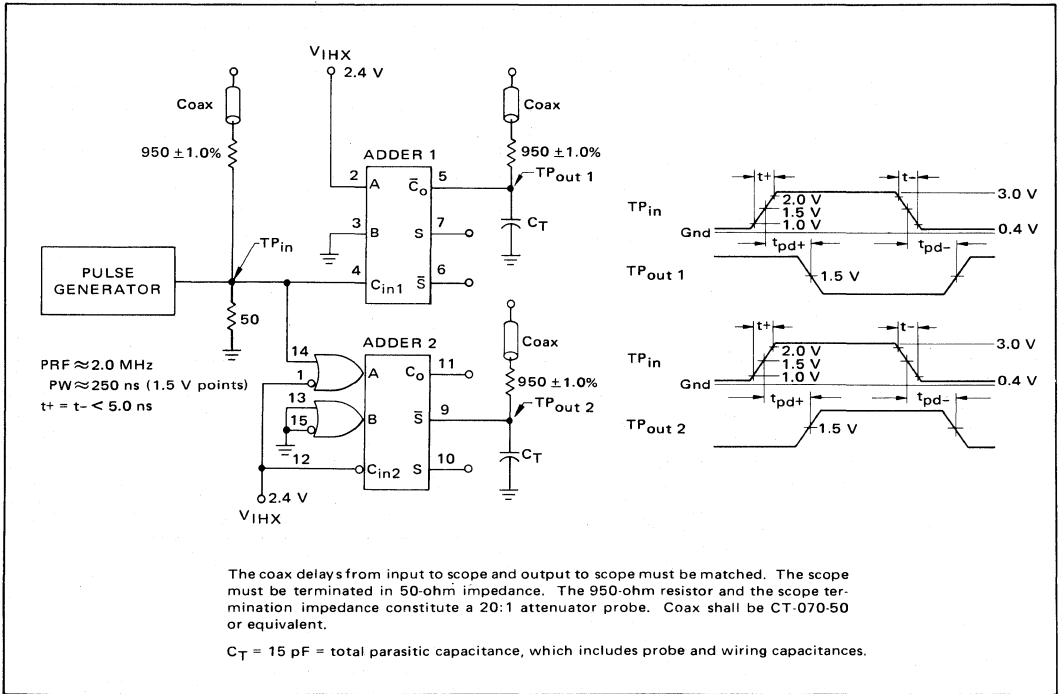 VIHX
2.4 V
Coax
950 ±1.0%
Coax
950 ±1.0%
ADDER 1
2
A
C̅o
5
TPout 1
CT
3
B
S
7
4
Cin1
S̅
6
TPin
PULSE
GENERATOR
50
PRF ≈2.0 MHz
PW≈250 ns (1.5 V points)
t+ = t– < 5.0 ns
ADDER 2
14
1
A
Co
11
Coax
950 ±1.0%
13
15
B
S̅
9
TPout 2
CT
12
Cin2
S
10
2.4 V
VIHX
t+
t–
3.0 V
2.0 V
1.5 V
1.0 V
TPin
Gnd
0.4 V
tpd+
tpd–
TPout 1
1.5 V
t+
t–
3.0 V
2.0 V
1.5 V
1.0 V
TPin
Gnd
0.4 V
tpd+
tpd–
TPout 2
1.5 V
The coax delays from input to scope and output to scope must be matched. The scope
must be terminated in 50-ohm impedance. The 950-ohm resistor and the scope ter-
mination impedance constitute a 20:1 attenuator probe. Coax shall be CT-070-50
or equivalent.
CT = 15 pF = total parasitic capacitance, which includes probe and wiring capacitances.